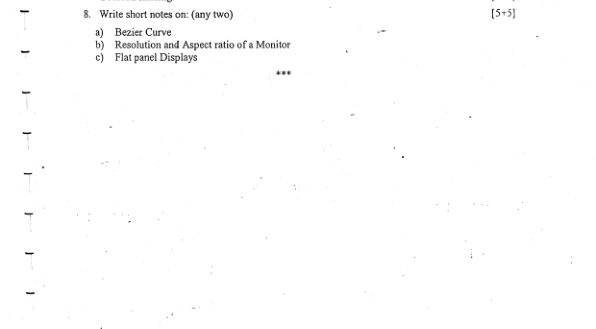 8. Write short notes on: (any two) [5+5]
a) Bezier Curve
b) Resolution and Aspect ratio of a Monitor
c) Flat panel Displays
***